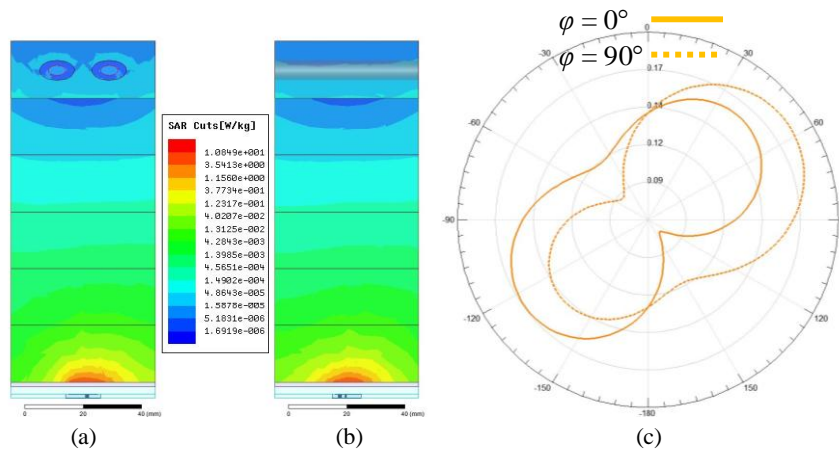 φ = 0°
φ = 90°
0
-30
30
-60
60
-90
-120
120
-150
150
-180
0.17
0.14
0.12
0.09
SAR Cuts[W/kg]
1.0849e+001
3.5413e+000
1.1560e+000
3.7734e-001
1.2317e-001
4.0207e-002
1.3125e-002
4.2843e-003
1.3985e-003
4.5651e-004
1.4902e-004
4.8643e-005
1.5878e-005
5.1831e-006
1.6919e-006
0 20 40 (mm)
0 20 40 (mm)
(a) (b) (c)